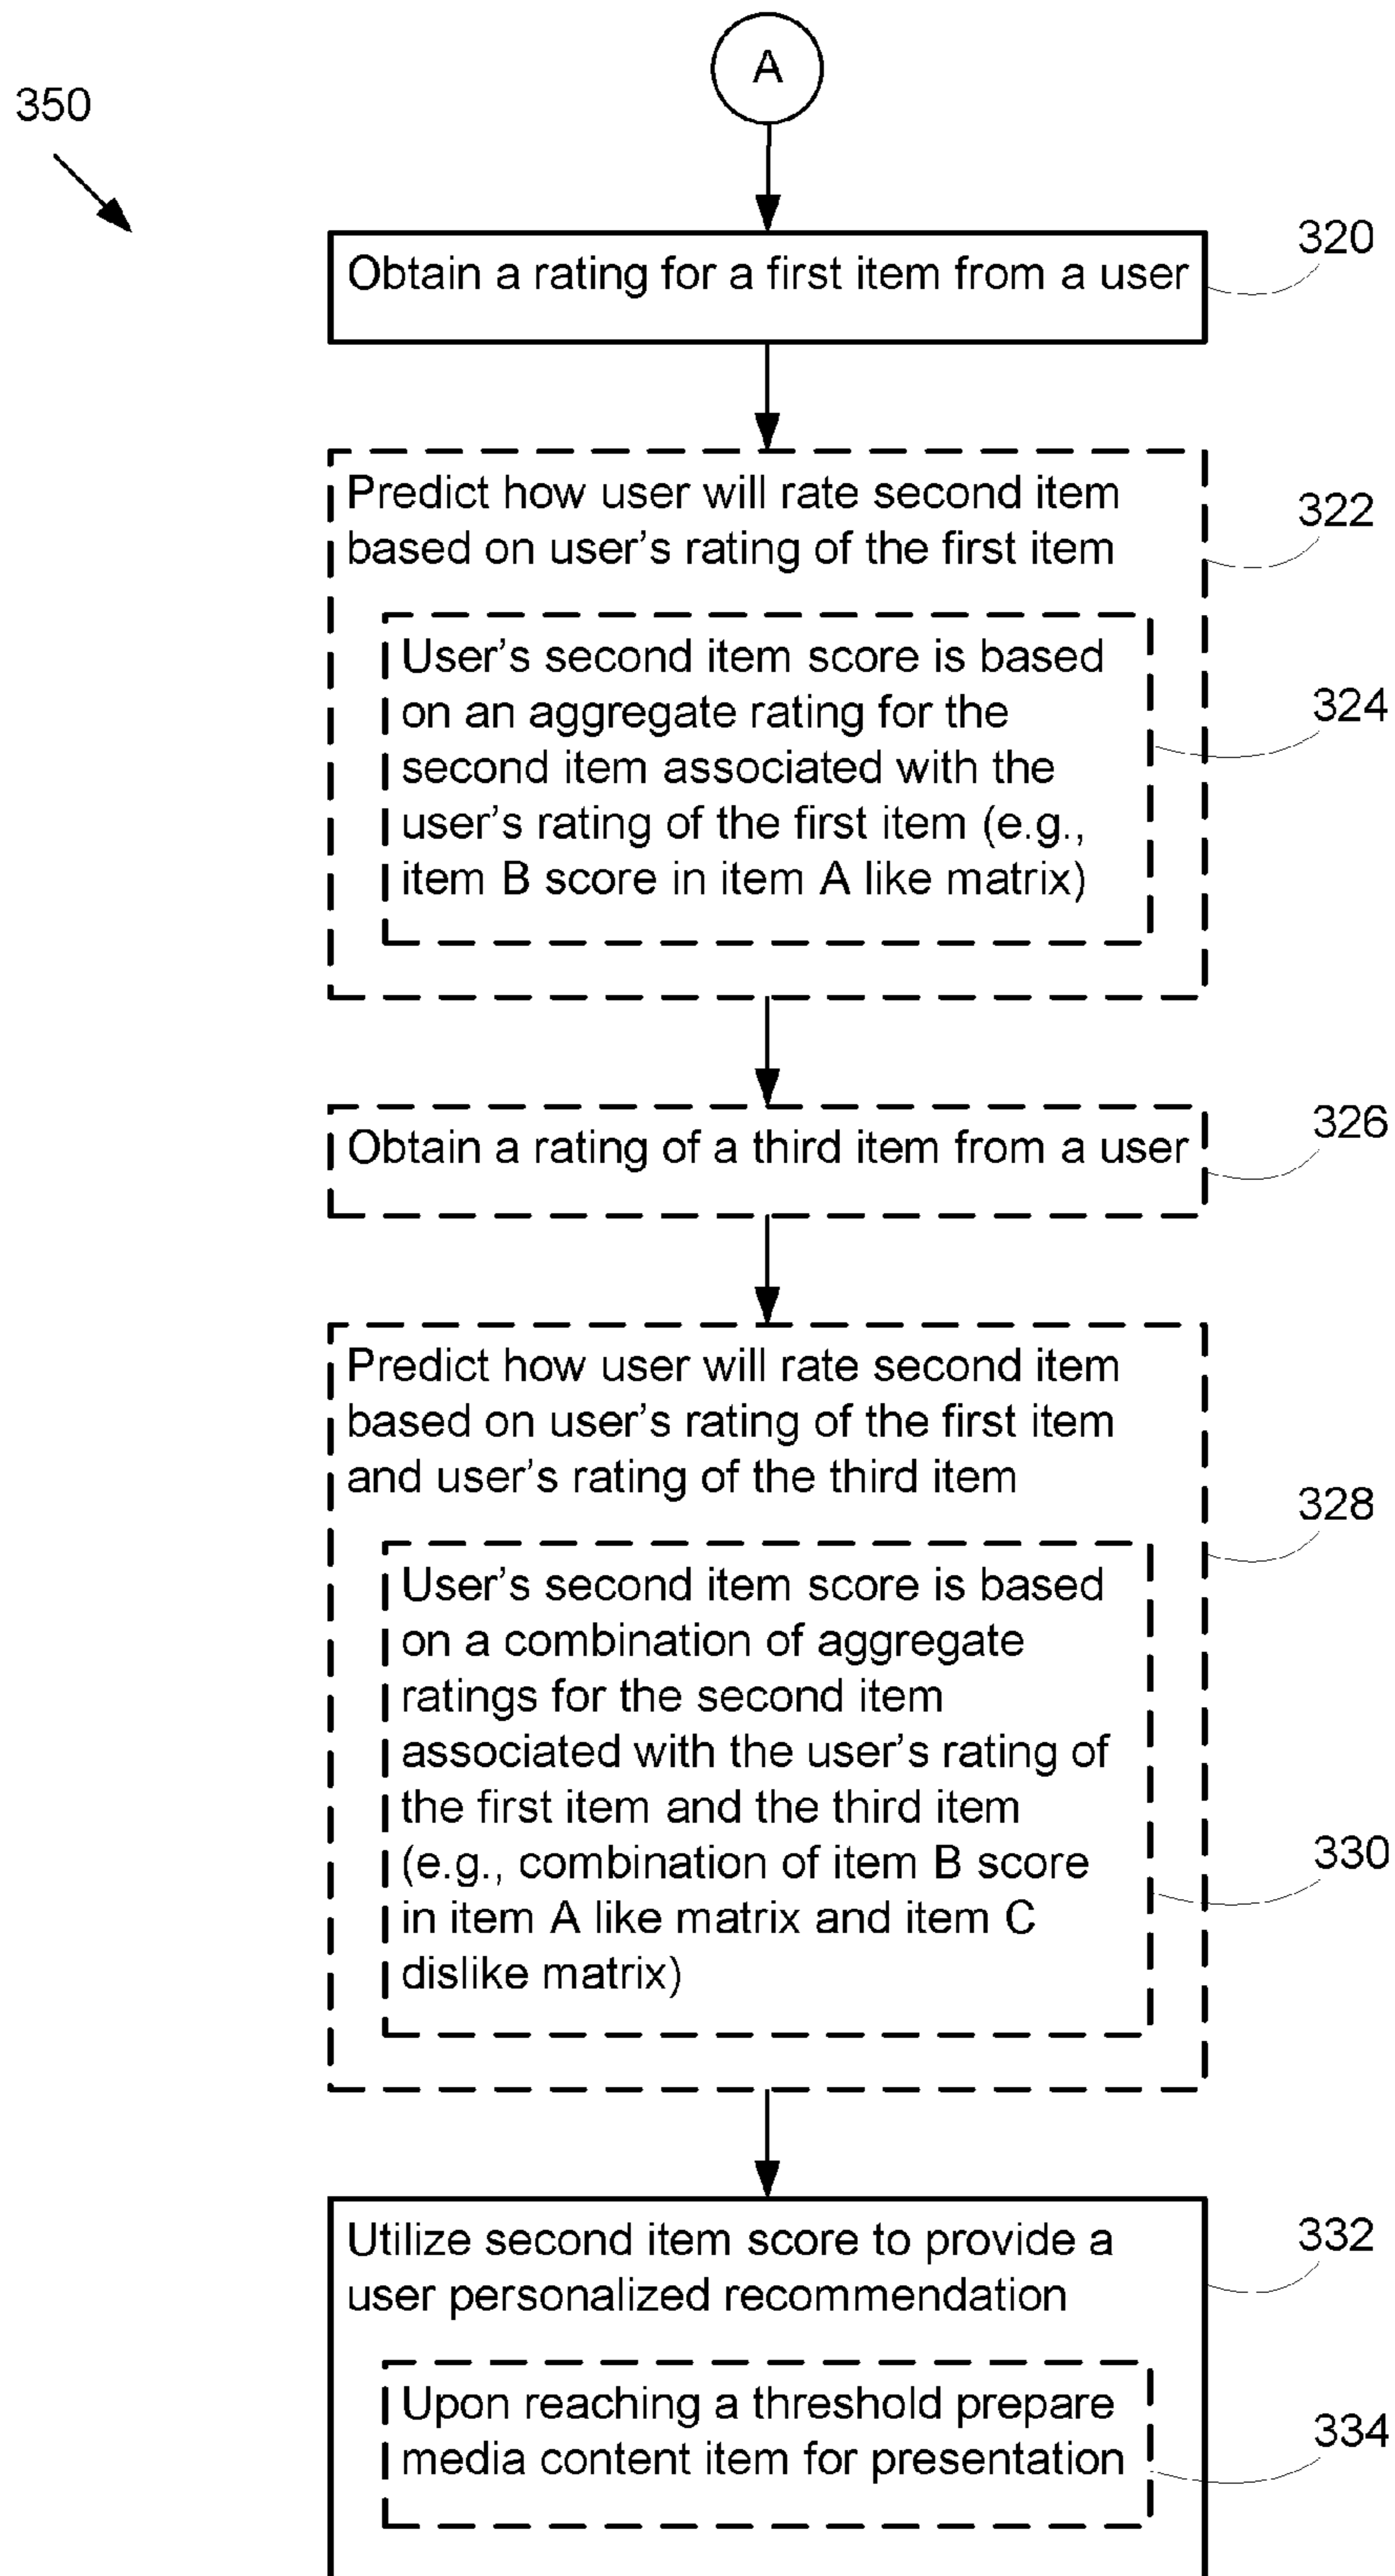 A
350
320
Obtain a rating for a first item from a user
Predict how user will rate second item
based on user's rating of the first item
322
User's second item score is based
on an aggregate rating for the
second item associated with the
user's rating of the first item (e.g.,
item B score in item A like matrix)
324
Obtain a rating of a third item from a user
326
Predict how user will rate second item
based on user's rating of the first item
and user's rating of the third item
328
User's second item score is based
on a combination of aggregate
ratings for the second item
associated with the user's rating of
the first item and the third item
(e.g., combination of item B score
in item A like matrix and item C
dislike matrix)
330
Utilize second item score to provide a
user personalized recommendation
332
Upon reaching a threshold prepare
media content item for presentation
334